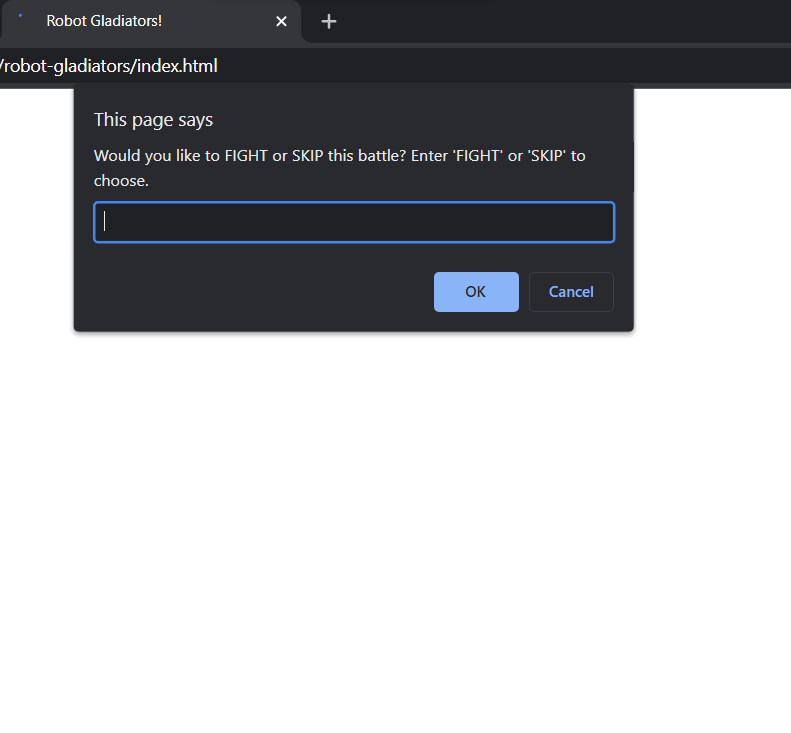 Robot Gladiators!
/robot-gladiators/index.html
This page says
Would you like to FIGHT or SKIP this battle? Enter 'FIGHT' or 'SKIP' to
choose.
OK
Cancel